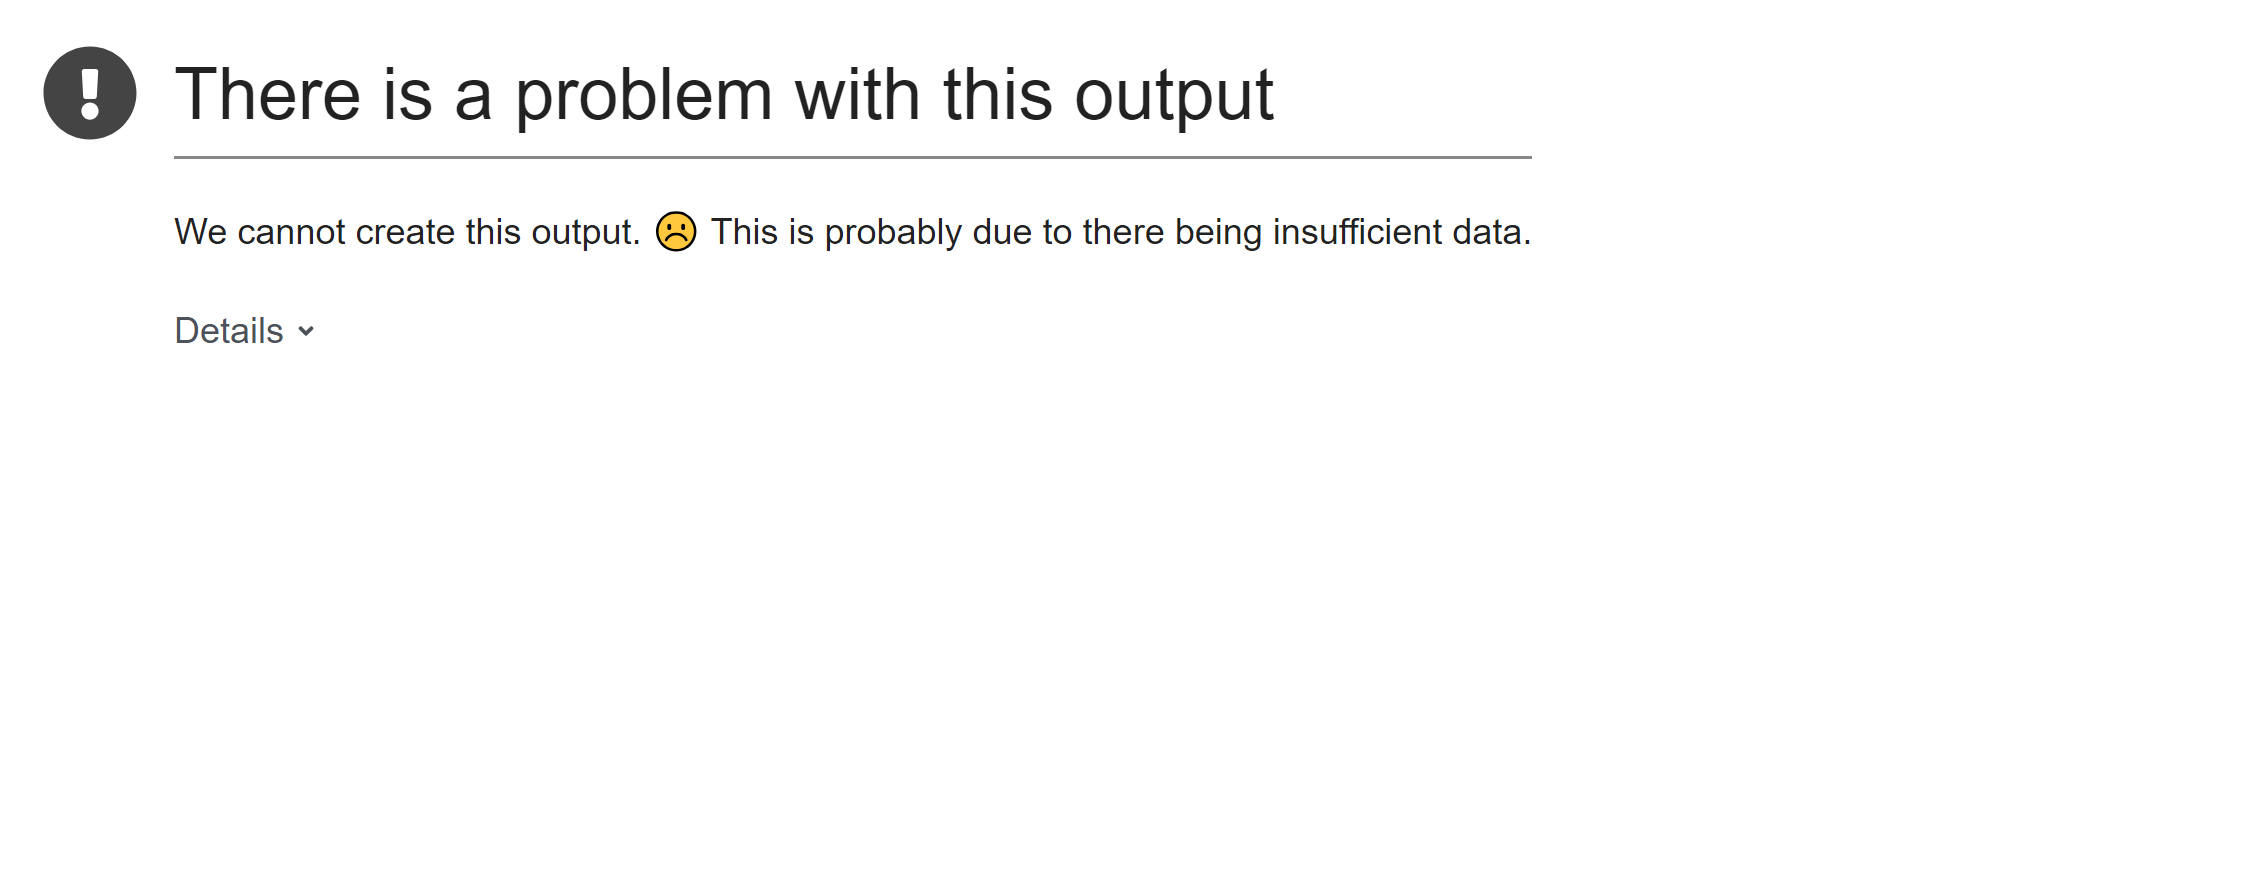 There is a problem with this output
We cannot create this output. ☹️ This is probably due to there being insufficient data.
Details